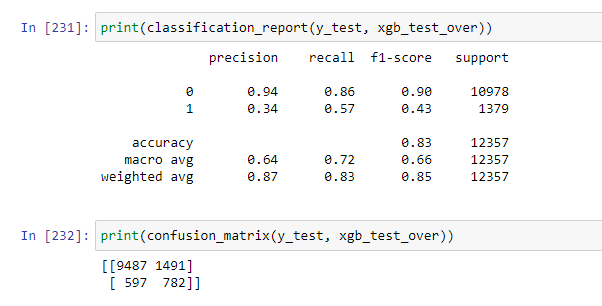 In [231]: print(classification_report(y_test, xgb_test_over))
precision recall f1-score support
0 0.94 0.86 0.90 10978
1 0.34 0.57 0.43 1379
accuracy 0.83 12357
macro avg 0.64 0.72 0.66 12357
weighted avg 0.87 0.83 0.85 12357
In [232]: print(confusion_matrix(y_test, xgb_test_over))
[[9487 1491]
[ 597 782]]